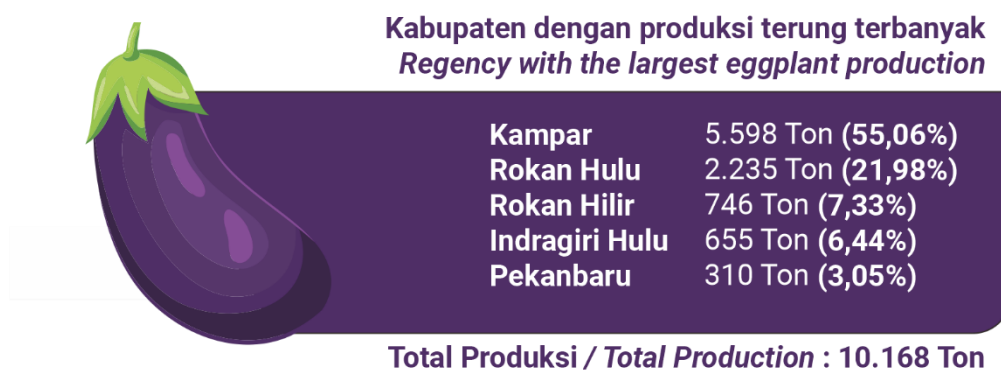 Kabupaten dengan produksi terung terbanyak
Regency with the largest eggplant production
Kampar 5.598 Ton (55,06%)
Rokan Hulu 2.235 Ton (21,98%)
Rokan Hilir 746 Ton (7,33%)
Indragiri Hulu 655 Ton (6,44%)
Pekanbaru 310 Ton (3,05%)
Total Produksi / Total Production : 10.168 Ton